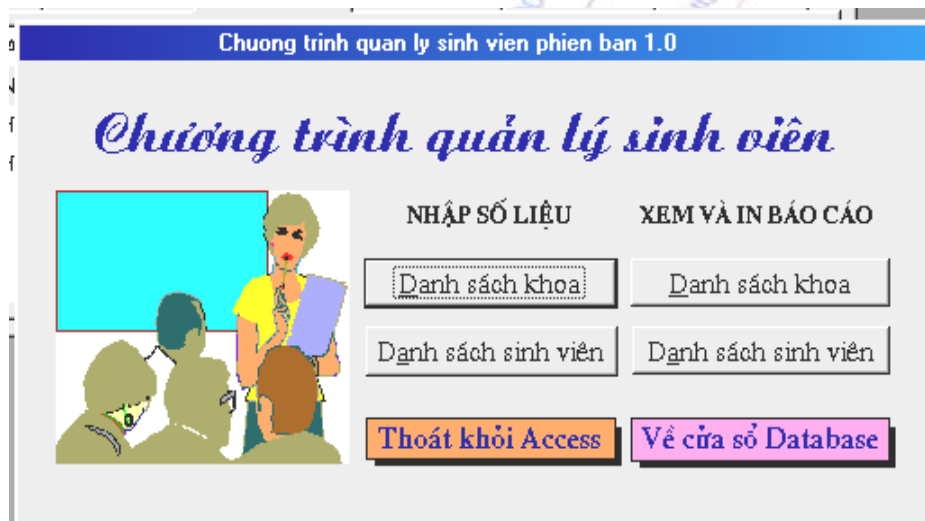 Chuong trinh quan ly sinh vien phien ban 1.0
Chương trình quản lý sinh viên
NHẬP SỐ LIỆU XEM VÀ IN BÁO CÁO
Danh sách khoa Danh sách khoa
Danh sách sinh viên Danh sách sinh viên
Thoát khỏi Access Về cửa sổ Database